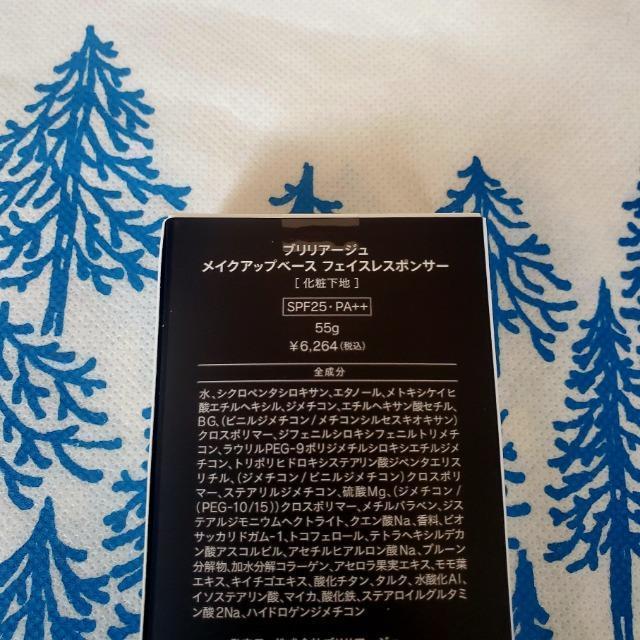 ブリリアージュ
メイクアップベース フェイスレスポンサー
[ 化粧下地 ]
SPF25・PA++
55g
¥6,264(税込)
全成分
水、シクロペンタシロキサン、エタノール、メトキシケイヒ
酸エチルヘキシル、ジメチコン、エチルヘキサン酸セチル、
BG、(ビニルジメチコン/メチコンシルセスキオキサン)
クロスポリマー、ジフェニルシロキシフェニルトリメチ
コン、ラウリルPEG-9ポリジメチルシロキシエチルジメ
チコン、トリポリヒドロキシステアリン酸ジペンタエリス
リチル、(ジメチコン/ビニルジメチコン)クロスポリ
マー、ステアリルジメチコン、硫酸Mg、(ジメチコン/
(PEG-10/15))クロスポリマー、メチルパラベン、ジス
テアルジモニウムヘクトライト、クエン酸Na、香料、ビオ
サッカリドガム-1、トコフェロール、テトラヘキシルデカ
ン酸アスコルビル、アセチルヒアルロン酸Na、プルーン
分解物、加水分解コラーゲン、アセロラ果実エキス、モモ葉
エキス、キイチゴエキス、酸化チタン、タルク、水酸化Al、
イソステアリン酸、マイカ、酸化鉄、ステアロイルグルタミ
ン酸2Na、ハイドロゲンジメチコン